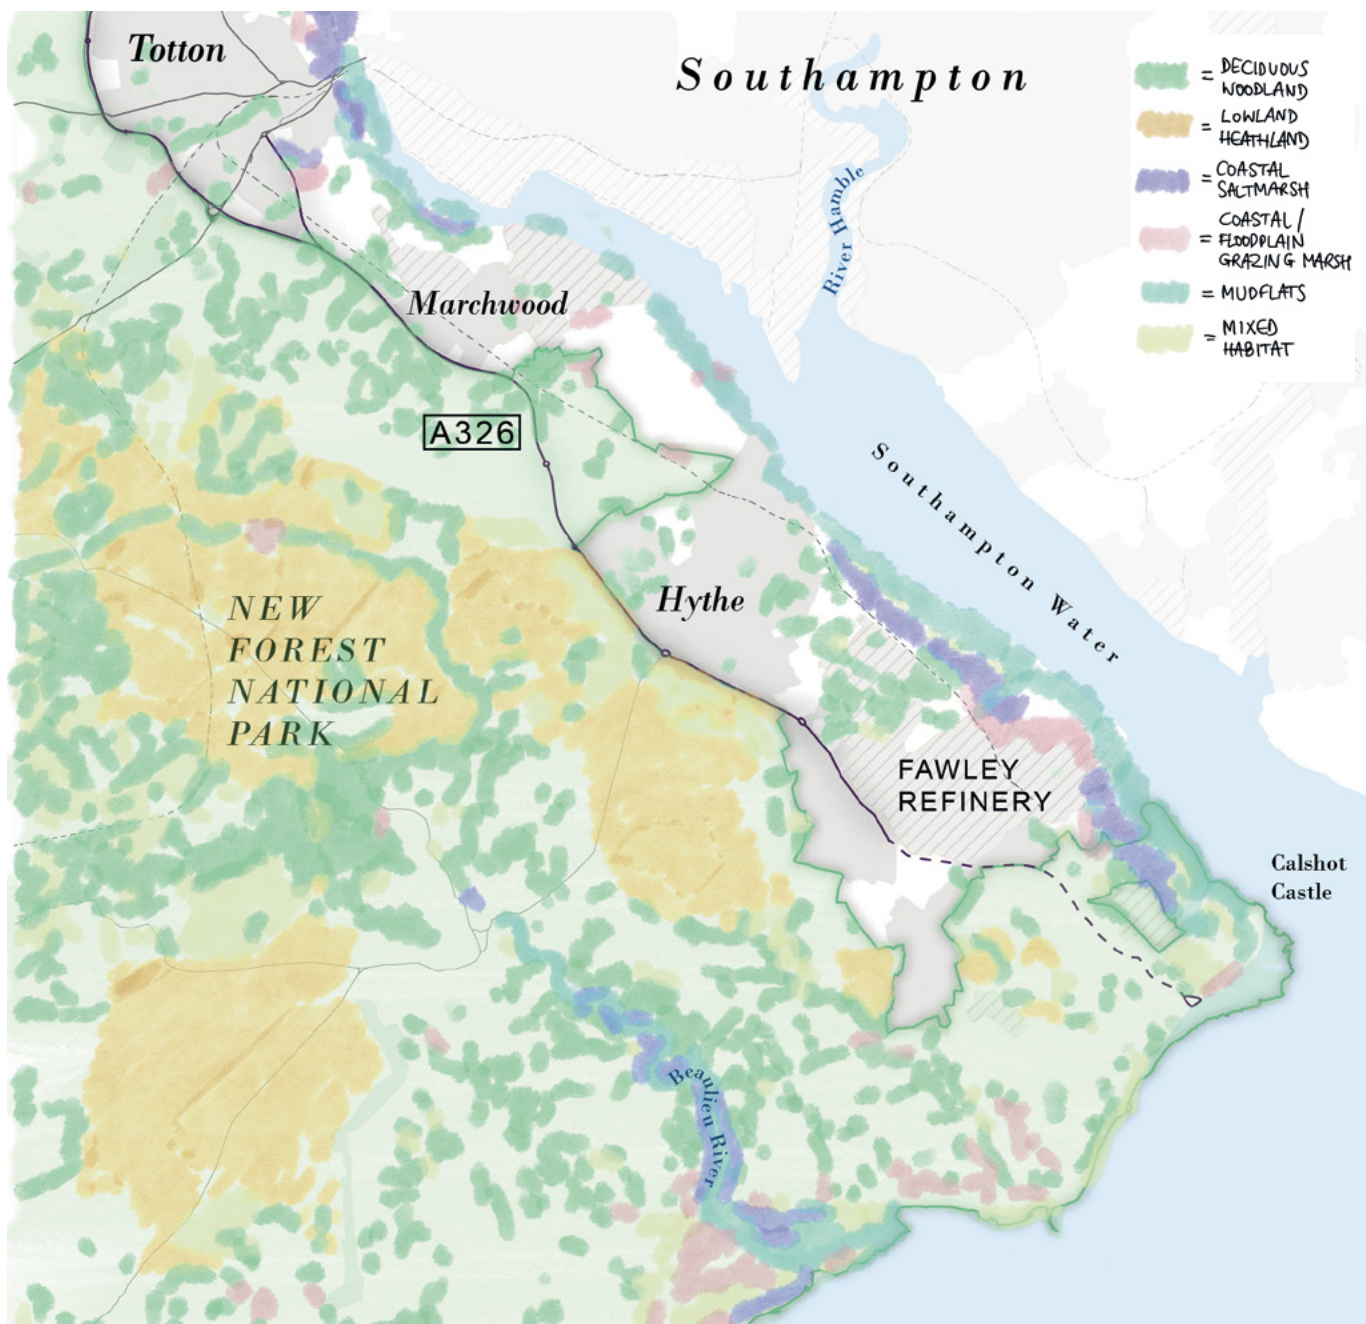 Totton
Southampton
River Hamble
Marchwood
A326
Southampton Water
Hythe
NEW
FOREST
NATIONAL
PARK
FAWLEY
REFINERY
Calshot
Castle
Beaulieu River
= DECIDUOUS
WOODLAND
= LOWLAND
HEATHLAND
= COASTAL
SALTMARSH
= COASTAL /
FLOODPLAIN
GRAZING MARSH
= MUDFLATS
= MIXED
HABITAT